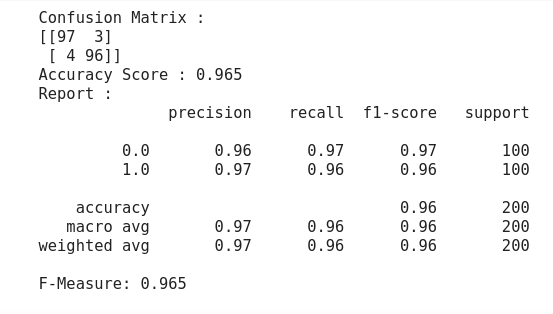 Confusion Matrix :
[[97  3]
 [ 4 96]]
Accuracy Score : 0.965
Report :
              precision    recall  f1-score   support

         0.0       0.96      0.97      0.97       100
         1.0       0.97      0.96      0.96       100

    accuracy                           0.96       200
   macro avg       0.97      0.96      0.96       200
weighted avg       0.97      0.96      0.96       200

F-Measure: 0.965